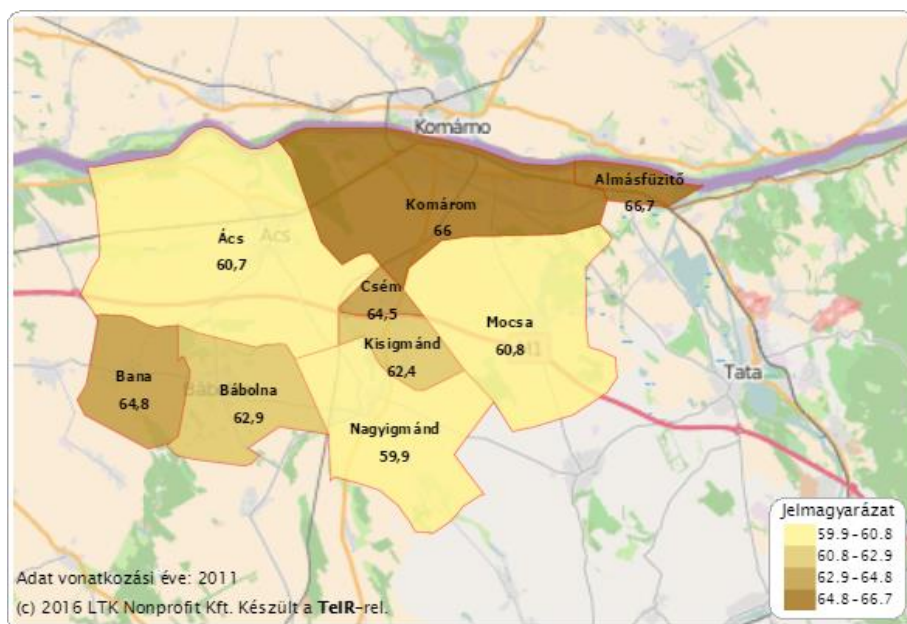 Komárno
Almásfüzitő
66,7
Komárom
66
Ács
Ács
60,7
Csém
64,5
Mocsa
60,8
Kisigmánd
62,4
Bana
64,8
Bábolna
62,9
Tata
Nagyigmánd
59,9
Jelmagyarázat
59.9-60.8
60.8-62.9
62.9-64.8
64.8-66.7
Adat vonatkozási éve: 2011
(c) 2016 LTK Nonprofit Kft. Készült a TeIR-rel.